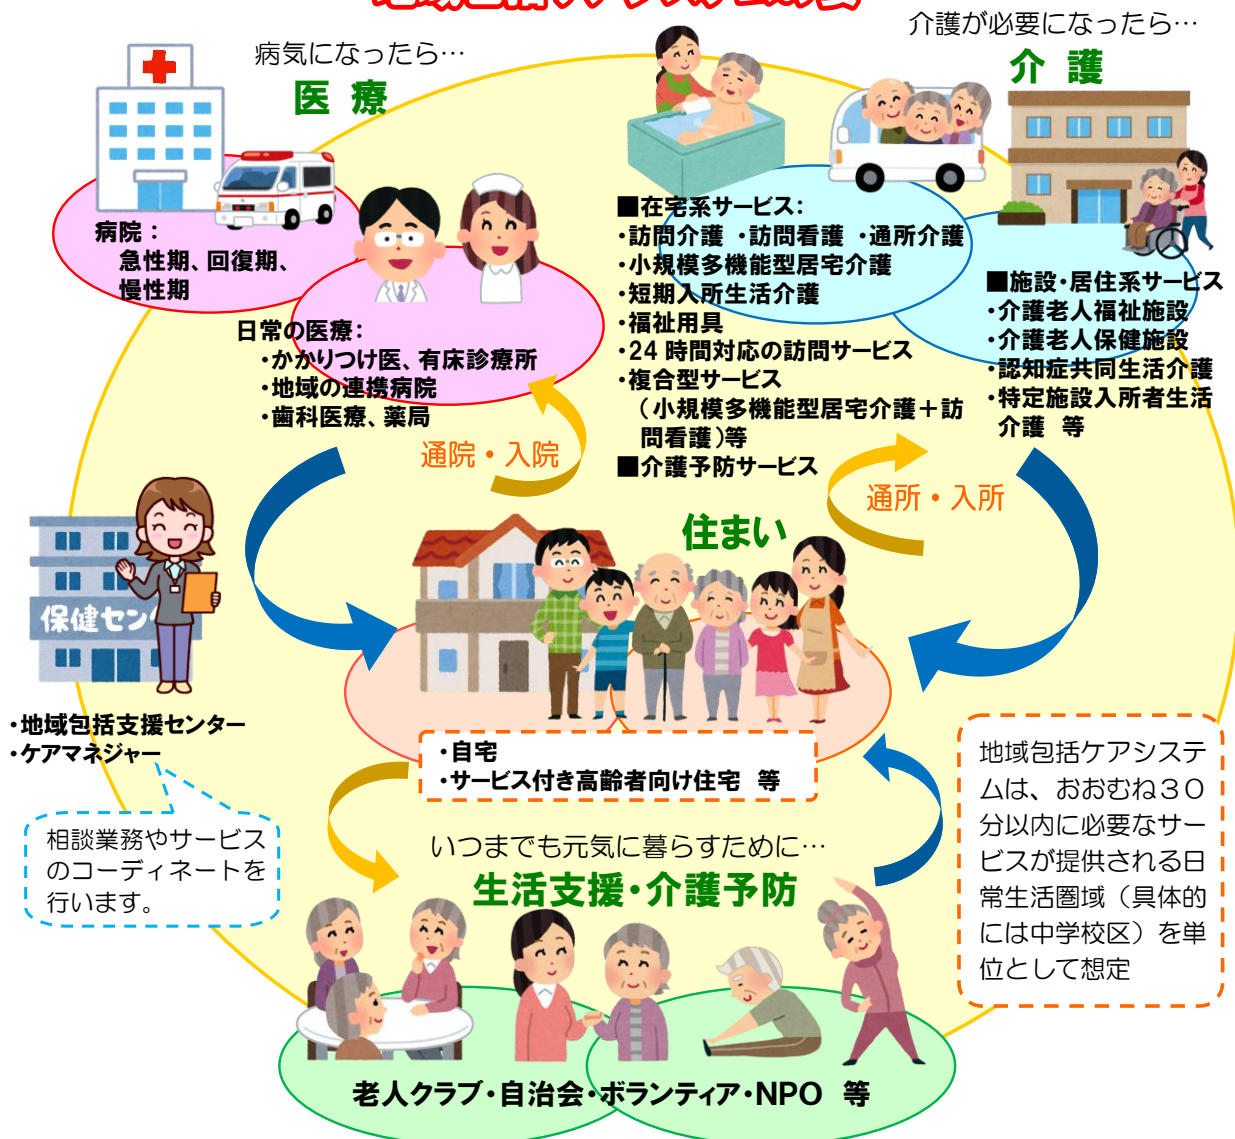 地域包括ケアシステムの姿
病気になったら…
医療
介護が必要になったら…
介護
病院:
急性期、回復期、
慢性期
日常の医療:
・かかりつけ医、有床診療所
・地域の連携病院
・歯科医療、薬局
■在宅系サービス:
・訪問介護 ・訪問看護 ・通所介護
・小規模多機能型居宅介護
・短期入所生活介護
・福祉用具
・24時間対応の訪問サービス
・複合型サービス
(小規模多機能型居宅介護+訪
問看護)等
■介護予防サービス
■施設・居住系サービス
・介護老人福祉施設
・介護老人保健施設
・認知症共同生活介護
・特定施設入所者生活
介護 等
通院・入院
通所・入所
住まい
保健セン
・地域包括支援センター
・ケアマネジャー
相談業務やサービス
のコーディネートを
行います。
・自宅
・サービス付き高齢者向け住宅 等
地域包括ケアシステ
ムは、おおむね30
分以内に必要なサー
ビスが提供される日
常生活圏域(具体的
には中学校区)を単
位として想定
いつまでも元気に暮らすために…
生活支援・介護予防
老人クラブ・自治会・ボランティア・NPO 等